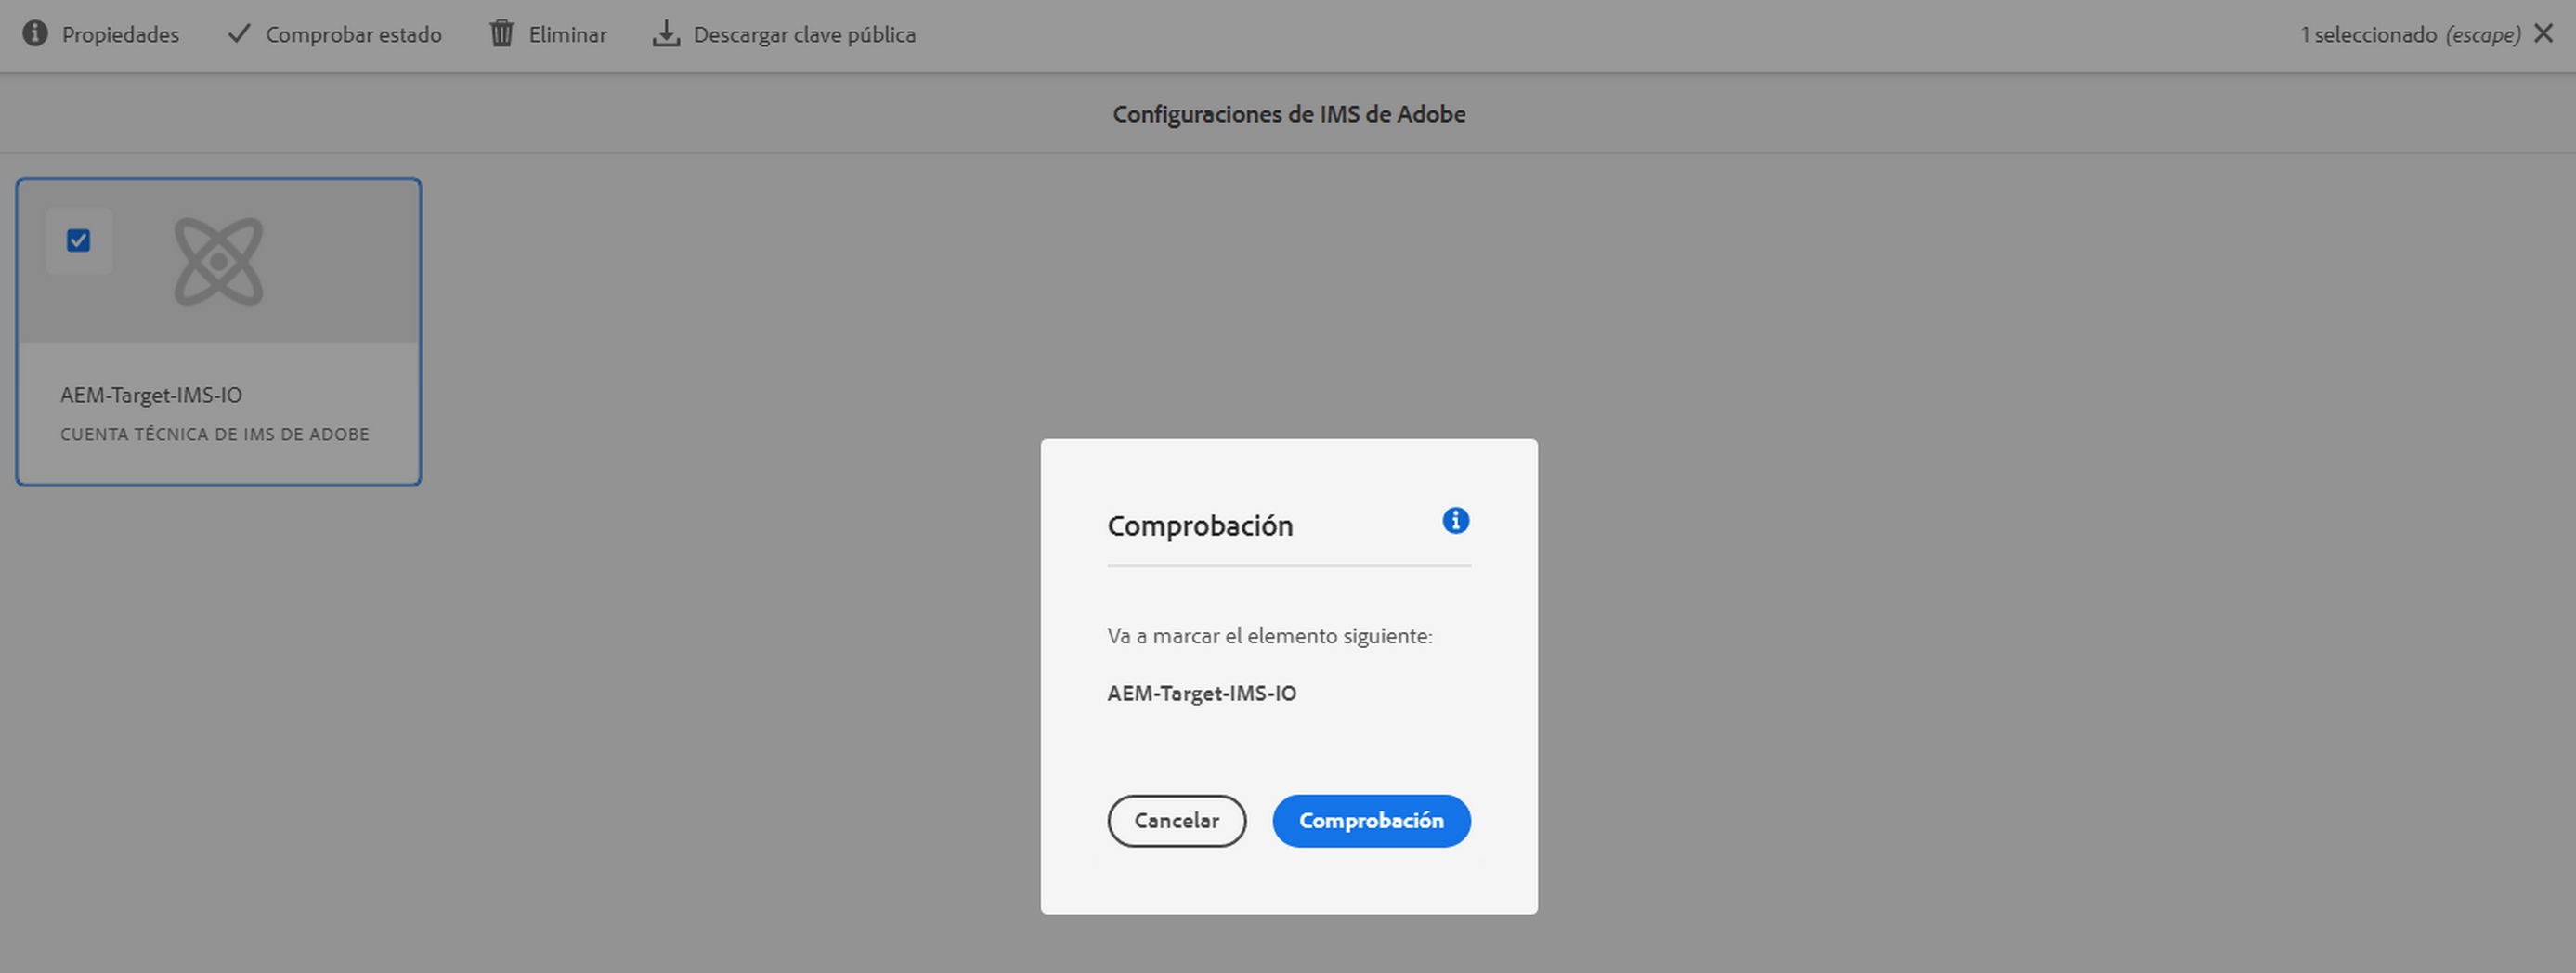 Propiedades
Comprobar estado
Eliminar
Descargar clave pública
1 seleccionado (escape)
Configuraciones de IMS de Adobe
AEM-Target-IMS-IO
CUENTA TÉCNICA DE IMS DE ADOBE
Comprobación
Va a marcar el elemento siguiente:
AEM-Target-IMS-IO
Cancelar
Comprobación